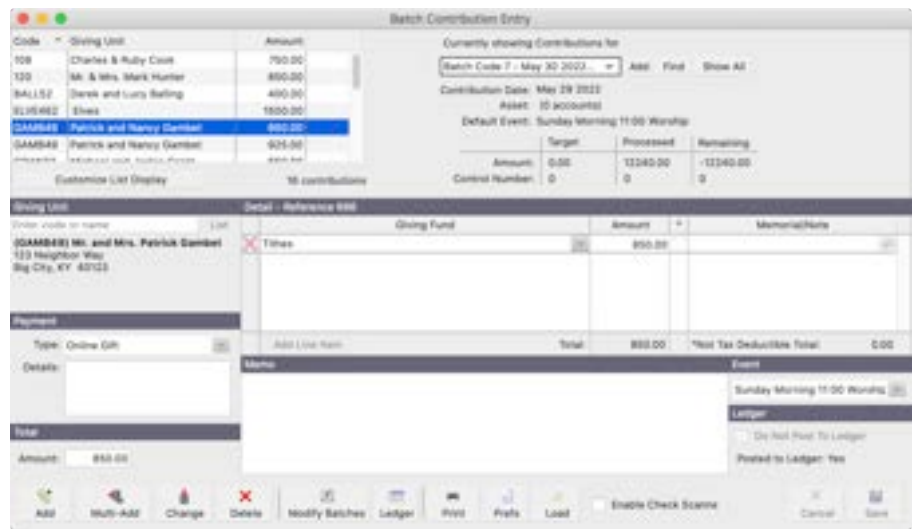 Batch Contribution Entry
Code Giving Unit Amount
108 Charles & Ruby Cook 750.00
120 Mr. & Mrs. Mark Hunter 850.00
BALL52 Derek and Lucy Balling 400.00
Elves 1500.00
GAMB49 Patrick and Nancy Gambel 850.00
GAMB49 Patrick and Nancy Gambel 925.00
Customize List Display 16 contributions
Currently showing Contributions for
Batch Code 7 - May 30 2022... Add Find Show All
Contribution Date: May 29 2022
Asset: (0 accounts)
Default Event: Sunday Morning 11:00 Worship
Target Processed Remaining
Amount: 0.00 12240.00 -12240.00
Control Number: 0 0 0
Giving Unit
Enter code or name List
(GAMB49) Mr. and Mrs. Patrick Gambel
123 Neighbor Way
Big City, KY 40123
Payment
Type: Online Gift
Details:
Total
Amount: 850.00
Detail - Reference
Giving Fund Amount * Memorial/Note
Tithes 850.00
Add Line Item Total: 850.00 *Not Tax Deductible Total: 0.00
Memo
Event
Sunday Morning 11:00 Worship
Ledger
Do Not Post To Ledger
Posted to Ledger: Yes
Add Multi-Add Change Delete Modify Batches Ledger Print Prefs Load Enable Check Scanne Cancel Save